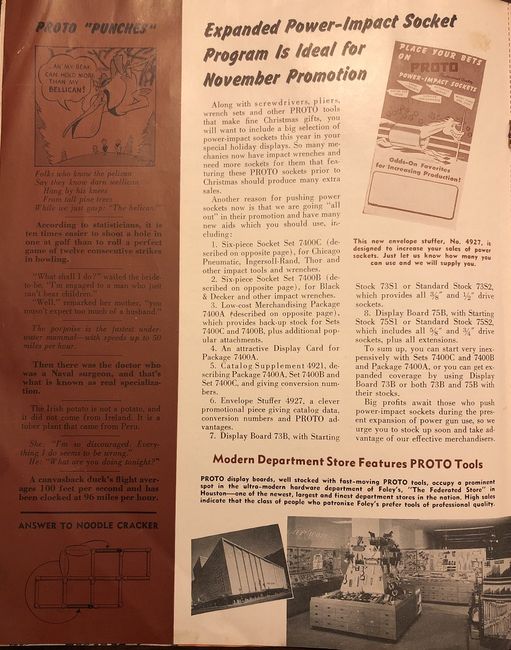 PROTO "PUNCHES"
AH, MY BEAK
CAN HOLD MORE
THAN MY
BELLICAN!
Folks who know the pelican
Say they know darn wellican
Hang by his knees
From tall pine trees
While we just gasp: "The helican!"
According to statisticians, it is
ten times easier to shoot a hole in
one at golf than to roll a perfect
game of twelve consecutive strikes
in bowling.
"What shall I do?" wailed the bride-
to-be, "I'm engaged to a man who just
can't bear children."
"Well," remarked her mother, "you
mustn't expect too much of a husband."
The porpoise is the fastest under-
water mammal—with speeds up to 50
miles per hour.
Then there was the doctor who
was a Naval surgeon, and that's
what is known as real specializa-
tion.
The Irish potato is not a potato, and
it did not come from Ireland. It is a
tuber plant that came from Peru.
She: "I'm so discouraged. Every-
thing I do seems to be wrong."
He: "What are you doing tonight?"
A canvasback duck's flight aver-
ages 100 feet per second and has
been clocked at 96 miles per hour.
ANSWER TO NOODLE CRACKER
Expanded Power-Impact Socket
Program Is Ideal for
November Promotion
Along with screwdrivers, pliers,
wrench sets and other PROTO tools
that make fine Christmas gifts, you
will want to include a big selection of
power-impact sockets this year in your
special holiday displays. So many me-
chanics now have impact wrenches and
need more sockets for them that fea-
turing these PROTO sockets prior to
Christmas should produce many extra
sales.
Another reason for pushing power
sockets now is that we are going "all
out" in their promotion and have many
new aids which you should use, in-
cluding:
1. Six-piece Socket Set 7400C (de-
scribed on opposite page), for Chicago
Pneumatic, Ingersoll-Rand, Thor and other
impact tools and wrenches.
2. Six-piece Socket Set 7400B (de-
scribed on opposite page), for Black
& Decker and other impact wrenches.
3. Low-cost Merchandising Package
7400A (described on opposite page),
which provides back-up stock for Sets
7400C and 7400B, plus additional pop-
ular attachments.
4. An attractive Display Card for
Package 7400A.
5. Catalog Supplement 4921, de-
scribing Package 7400A, Set 7400B and
Set 7400C, and giving conversion num-
bers.
6. Envelope Stuffer 4927, a clever
promotional piece giving catalog data,
conversion numbers and PROTO ad-
vantages.
7. Display Board 73B, with Starting
PLACE YOUR BETS
ON PROTO
POWER-IMPACT SOCKETS
Odds-On Favorites
for Increasing Production!
This new envelope stuffer, No. 4927, is
designed to increase your sales of power
sockets. Just let us know how many you
can use and we will supply you.
Stock 73S1 or Standard Stock 73S2,
which provides all 3/8" and 1/2" drive
sockets.
8. Display Board 75B, with Starting
Stock 75S1 or Standard Stock 75S2,
which includes all 5/8" and 3/4" drive
sockets, plus all extensions.
To sum up, you can start very inex-
pensively with Sets 7400C and 7400B
and Package 7400A, or you can get ex-
panded coverage by using Display
Board 73B or both 73B and 75B with
their stocks.
Big profits await those who push
power-impact sockets during the pres-
ent expansion of power gun use, so we
urge you to stock up soon and take ad-
vantage of our effective merchandisers.
Modern Department Store Features PROTO Tools
PROTO display boards, well stocked with fast-moving PROTO tools, occupy a prominent
spot in the ultra-modern hardware department of Foley's, "The Federated Store" in
Houston—one of the newest, largest and finest department stores in the nation. High sales
indicate that the class of people who patronize Foley's prefer tools of professional quality.